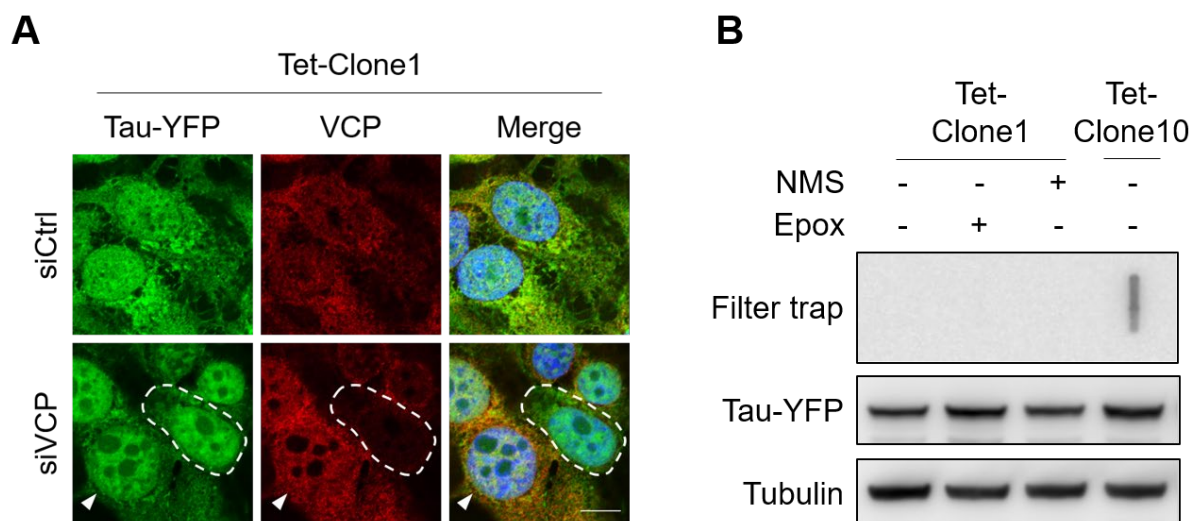 A
Tet-Clone1
Tau-YFP VCP Merge
siCtrl
siVCP
B
Tet-
Clone1
Tet-
Clone10
NMS - - + -
Epox - + - -
Filter trap
Tau-YFP
Tubulin